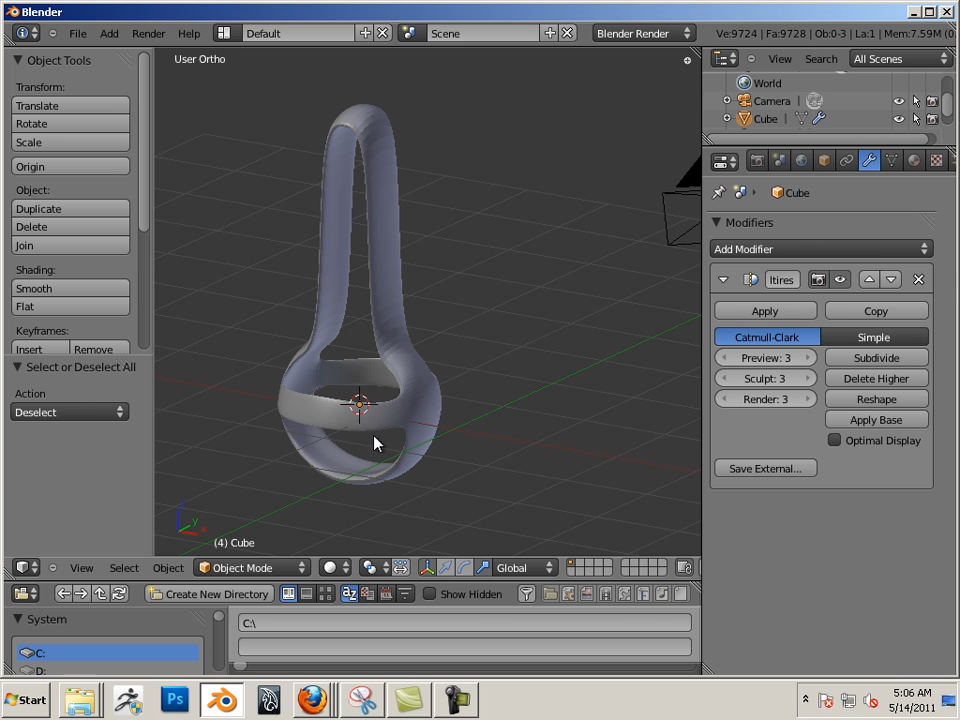 Blender
File Add Render Help Default Scene Blender Render Ve:9724 | Fa:9728 | Ob:0-3 | La:1 | Mem:7.59M (0
Object Tools
Transform:
Translate
Rotate
Scale
Origin
Object:
Duplicate
Delete
Join
Shading:
Smooth
Flat
Keyframes:
Insert Remove
Select or Deselect All
Action
Deselect
User Ortho
(4) Cube
View Search All Scenes
World
Camera
Cube
Cube
Modifiers
Add Modifier
ltires
Apply Copy
Catmull-Clark Simple
Preview: 3 Subdivide
Sculpt: 3 Delete Higher
Render: 3 Reshape
Apply Base
Optimal Display
Save External...
View Select Object Object Mode Global
Create New Directory Show Hidden
System
C:
D:
C:\
Start Ps 5:06 AM
5/14/2011